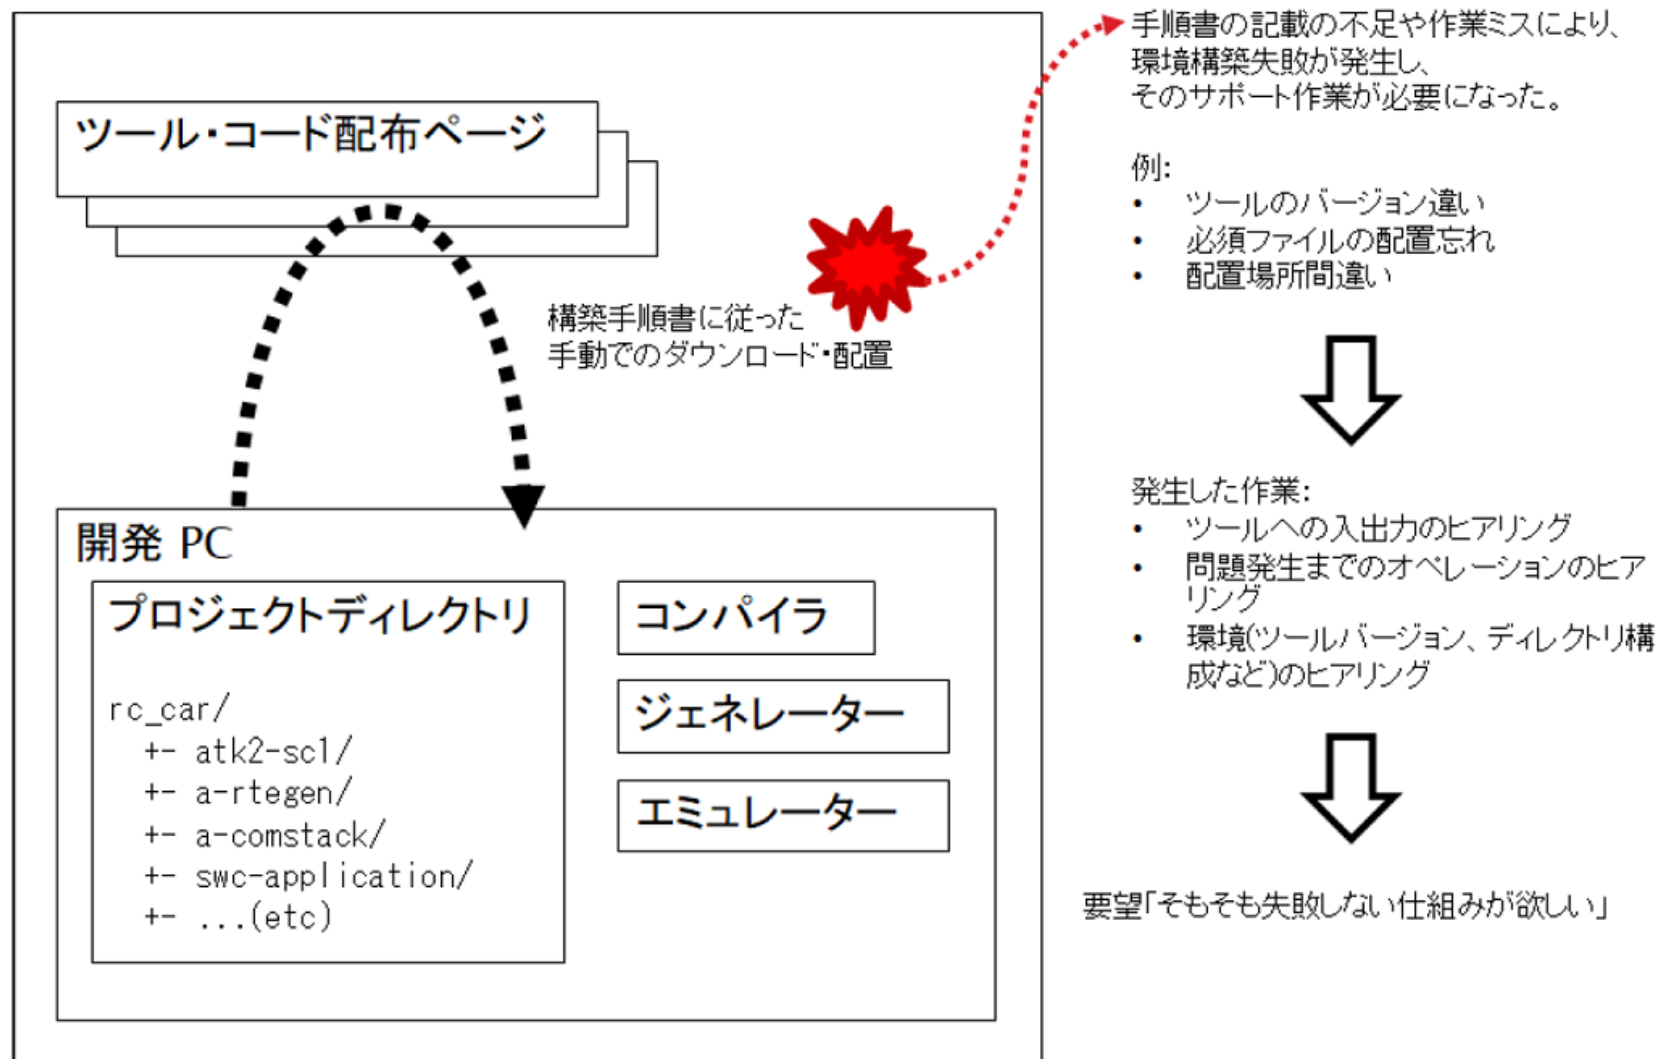 ツール・コード配布ページ
構築手順書に従った
手動でのダウンロード・配置
開発 PC
プロジェクトディレクトリ
rc_car/
+- atk2-sc1/
+- a-rtegen/
+- a-comstack/
+- swc-application/
+- ...(etc)
コンパイラ
ジェネレーター
エミュレーター
手順書の記載の不足や作業ミスにより、
環境構築失敗が発生し、
そのサポート作業が必要になった。
例:
• ツールのバージョン違い
• 必須ファイルの配置忘れ
• 配置場所間違い
発生した作業:
• ツールへの入出力のヒアリング
• 問題発生までのオペレーションのヒア
リング
• 環境(ツールバージョン、ディレクトリ構
成など)のヒアリング
要望「そもそも失敗しない仕組みが欲しい」